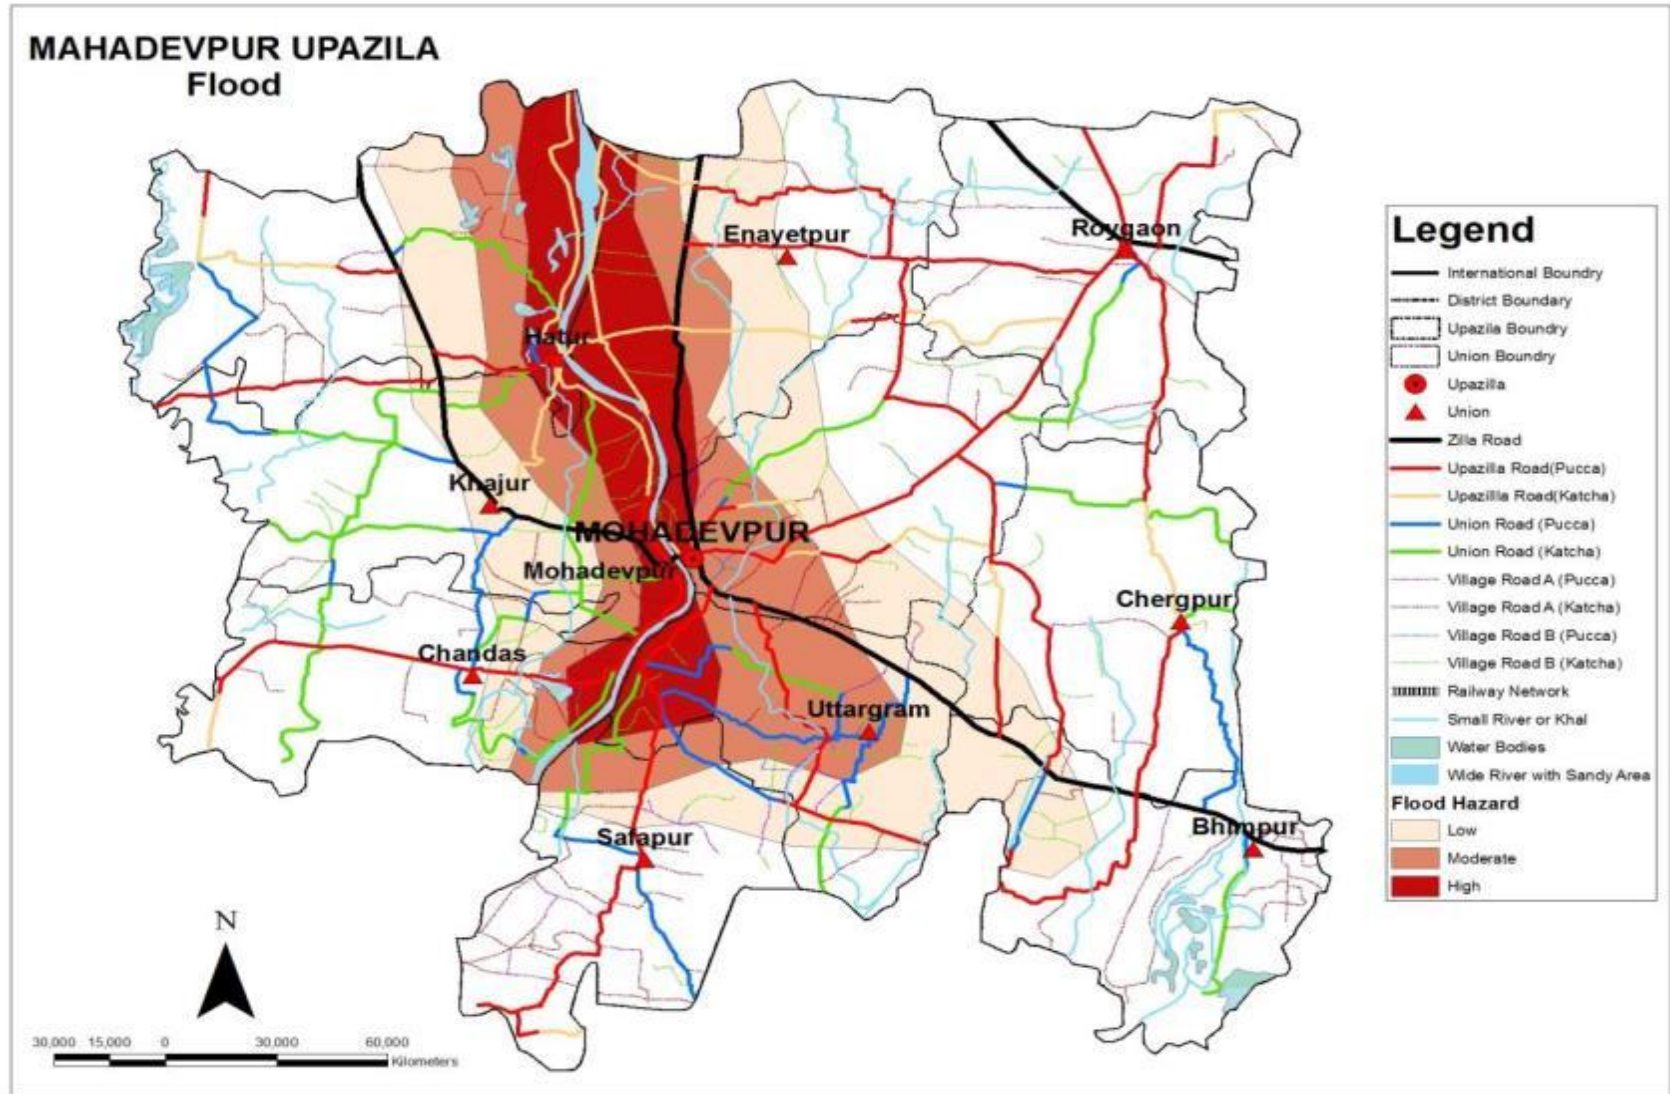 MAHADEVPUR UPAZILA
Flood
Enayetpur
Roygaon
Hatur
Khajur
MOHADEVPUR
Mohadevpur
Chergpur
Chandas
Uttargram
Safapur
Bhimpur
N
30,000 15,000 0 30,000 60,000
Kilometers
Legend
International Boundry
District Boundary
Upazila Boundry
Union Boundry
Upazilla
Union
Zilla Road
Upazilla Road(Pucca)
Upazillla Road(Katcha)
Union Road (Pucca)
Union Road (Katcha)
Village Road A (Pucca)
Village Road A (Katcha)
Village Road B (Pucca)
Village Road B (Katcha)
Railway Network
Small River or Khal
Water Bodies
Wide River with Sandy Area
Flood Hazard
Low
Moderate
High